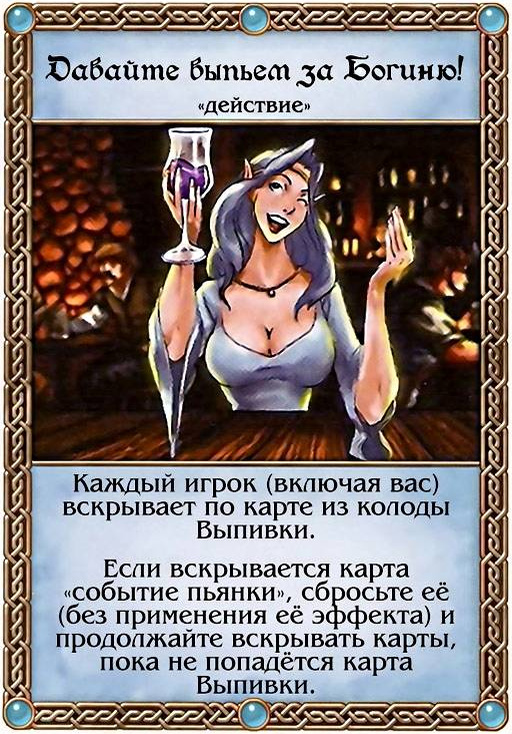 Давайте выпьем за Богиню!
«действие»
Каждый игрок (включая вас)
вскрывает по карте из колоды
Выпивки.
Если вскрывается карта
«событие пьянки», сбросьте её
(без применения её эффекта) и
продолжайте вскрывать карты,
пока не попадётся карта
Выпивки.